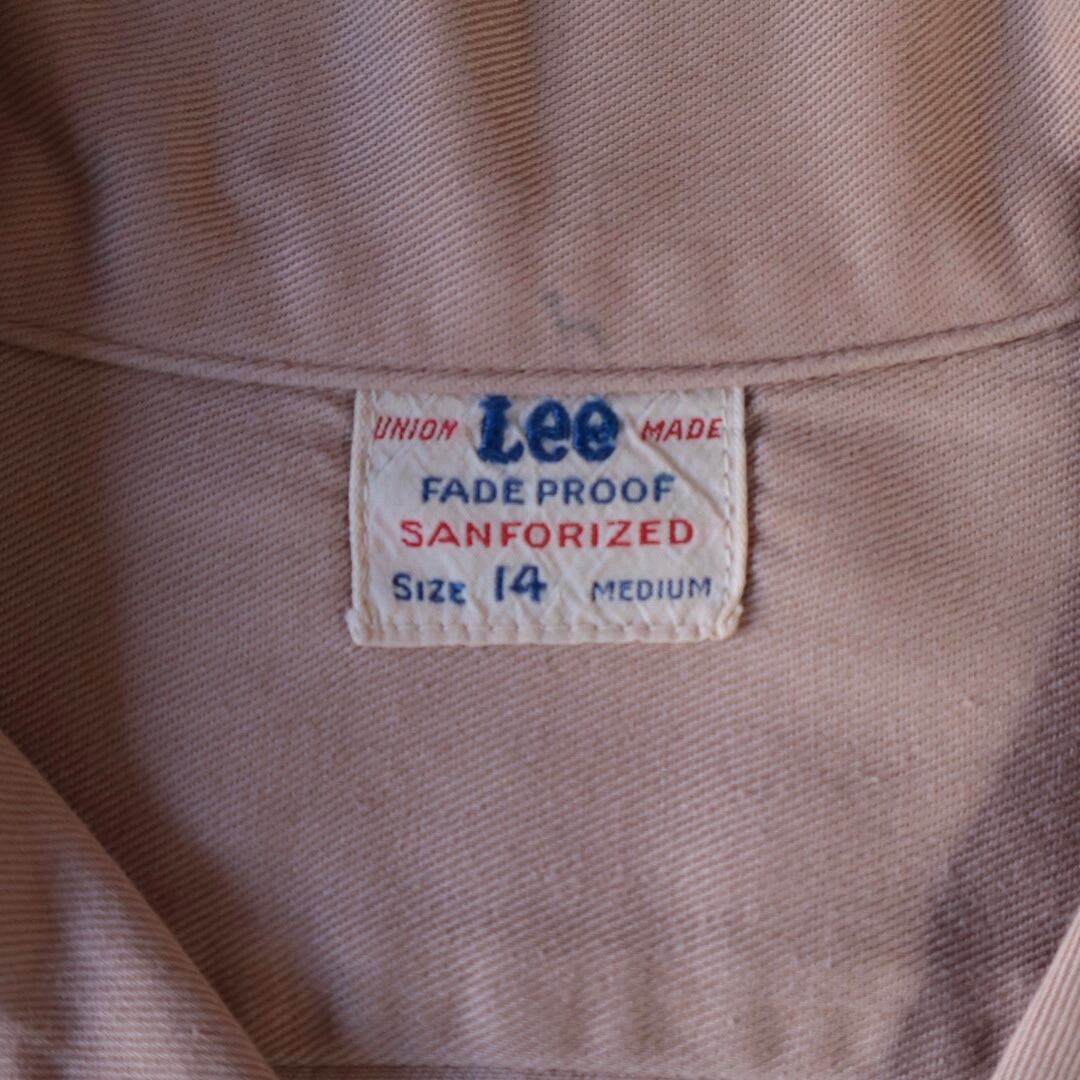 UNION Lee MADE
FADE PROOF
SANFORIZED
SIZE 14 MEDIUM